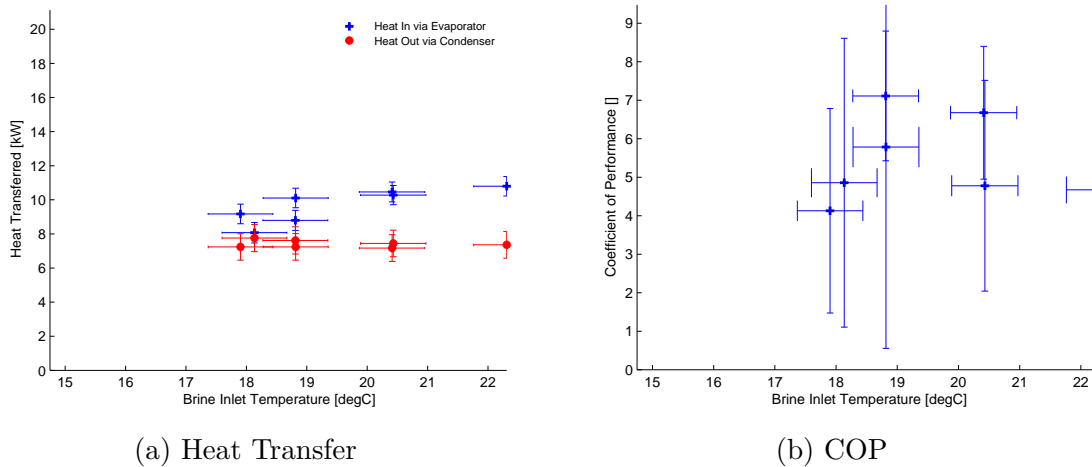 20
18
16
14
12
10
8
6
4
2
0
Heat Transferred [kW]
Heat In via Evaporator
Heat Out via Condenser
15 16 17 18 19 20 21 22
Brine Inlet Temperature [degC]
(a) Heat Transfer
9
8
7
6
5
4
3
2
1
0
Coefficient of Performance []
15 16 17 18 19 20 21 22
Brine Inlet Temperature [degC]
(b) COP